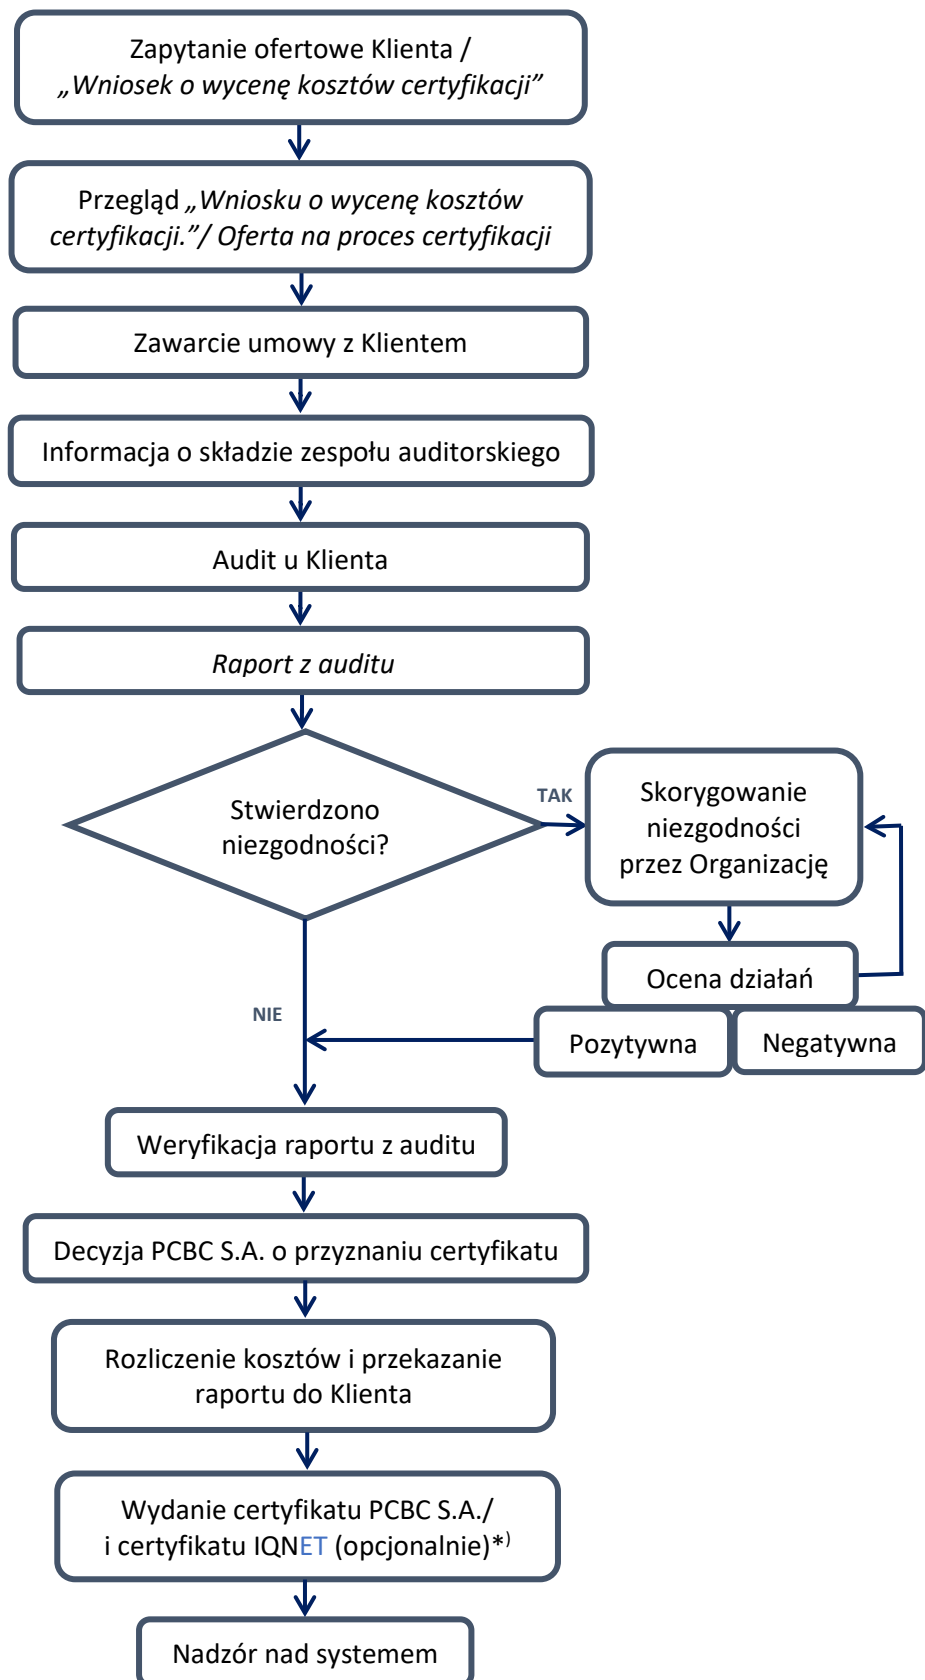 Zapytanie ofertowe Klienta /
„Wniosek o wycenę kosztów certyfikacji”
Przegląd „Wniosku o wycenę kosztów
certyfikacji.”/ Oferta na proces certyfikacji
Zawarcie umowy z Klientem
Informacja o składzie zespołu auditorskiego
Audit u Klienta
Raport z auditu
Stwierdzono
niezgodności?
TAK
Skorygowanie
niezgodności
przez Organizację
Ocena działań
Pozytywna
Negatywna
NIE
Weryfikacja raportu z auditu
Decyzja PCBC S.A. o przyznaniu certyfikatu
Rozliczenie kosztów i przekazanie
raportu do Klienta
Wydanie certyfikatu PCBC S.A./
i certyfikatu IQNET (opcjonalnie)*)
Nadzór nad systemem